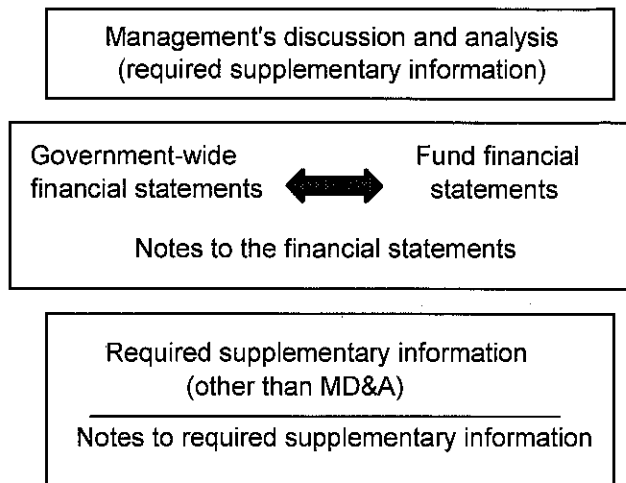 Management's discussion and analysis
(required supplementary information)
Government-wide
financial statements
Fund financial
statements
Notes to the financial statements
Required supplementary information
(other than MD&A)
Notes to required supplementary information